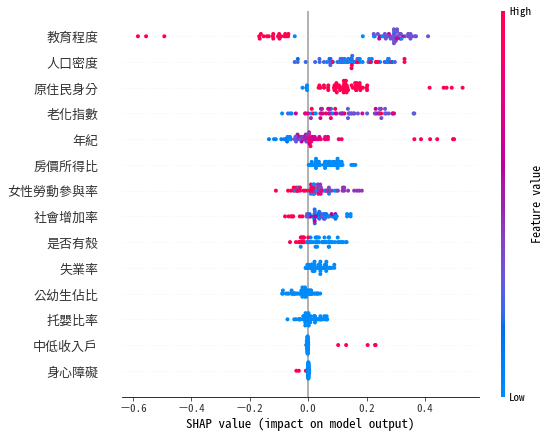 High
教育程度
人口密度
原住民身分
老化指數
年紀
房價所得比
女性勞動參與率
社會增加率
是否有殼
失業率
公幼生佔比
托嬰比率
中低收入戶
身心障礙
Feature value
Low
−0.6 −0.4 −0.2 0.0 0.2 0.4
SHAP value (impact on model output)